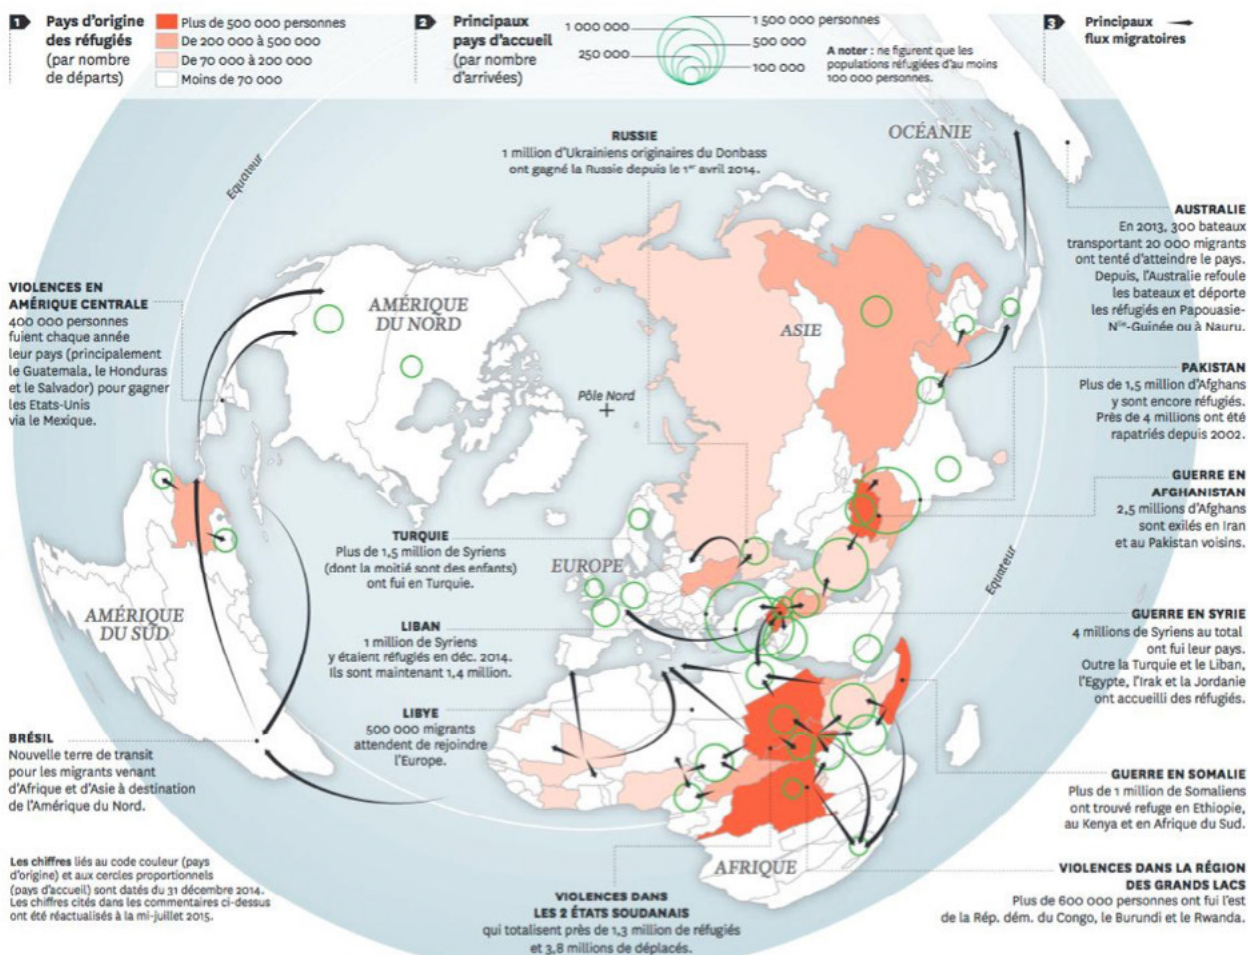 1 Pays d'origine
des réfugiés
(par nombre
de départs)
Plus de 500 000 personnes
De 200 000 à 500 000
De 70 000 à 200 000
Moins de 70 000
2 Principaux
pays d'accueil
(par nombre
d'arrivées)
1 000 000
250 000
1 500 000 personnes
500 000
100 000
A noter : ne figurent que les
populations réfugiées d'au moins
100 000 personnes.
3 Principaux
flux migratoires
OCÉANIE
RUSSIE
1 million d'Ukrainiens originaires du Donbass
ont gagné la Russie depuis le 1er avril 2014.
Equateur
AUSTRALIE
En 2013, 300 bateaux
transportant 20 000 migrants
ont tenté d'atteindre le pays.
Depuis, l'Australie refoule
les bateaux et déporte
les réfugiés en Papouasie-
Nlle-Guinée ou à Nauru.
VIOLENCES EN
AMÉRIQUE CENTRALE
400 000 personnes
fuient chaque année
leur pays (principalement
le Guatemala, le Honduras
et le Salvador) pour gagner
les Etats-Unis
via le Mexique.
AMÉRIQUE
DU NORD
ASIE
Pôle Nord
PAKISTAN
Plus de 1,5 million d'Afghans
y sont encore réfugiés.
Près de 4 millions ont été
rapatriés depuis 2002.
GUERRE EN
AFGHANISTAN
2,5 millions d'Afghans
sont exilés en Iran
et au Pakistan voisins.
TURQUIE
Plus de 1,5 million de Syriens
(dont la moitié sont des enfants)
ont fui en Turquie.
EUROPE
Equateur
AMÉRIQUE
DU SUD
LIBAN
1 million de Syriens
y étaient réfugiés en déc. 2014.
Ils sont maintenant 1,4 million.
GUERRE EN SYRIE
4 millions de Syriens au total
ont fui leur pays.
Outre la Turquie et le Liban,
l'Egypte, l'Irak et la Jordanie
ont accueilli des réfugiés.
LIBYE
500 000 migrants
attendent de rejoindre
l'Europe.
BRÉSIL
Nouvelle terre de transit
pour les migrants venant
d'Afrique et d'Asie à destination
de l'Amérique du Nord.
GUERRE EN SOMALIE
Plus de 1 million de Somaliens
ont trouvé refuge en Ethiopie,
au Kenya et en Afrique du Sud.
Les chiffres liés au code couleur (pays
d'origine) et aux cercles proportionnels
(pays d'accueil) sont datés du 31 décembre 2014.
Les chiffres cités dans les commentaires ci-dessus
ont été réactualisés à la mi-juillet 2015.
AFRIQUE
VIOLENCES DANS
LES 2 ÉTATS SOUDANAIS
qui totalisent près de 1,3 million de réfugiés
et 3,8 millions de déplacés.
VIOLENCES DANS LA RÉGION
DES GRANDS LACS
Plus de 600 000 personnes ont fui l'est
de la Rép. dém. du Congo, le Burundi et le Rwanda.